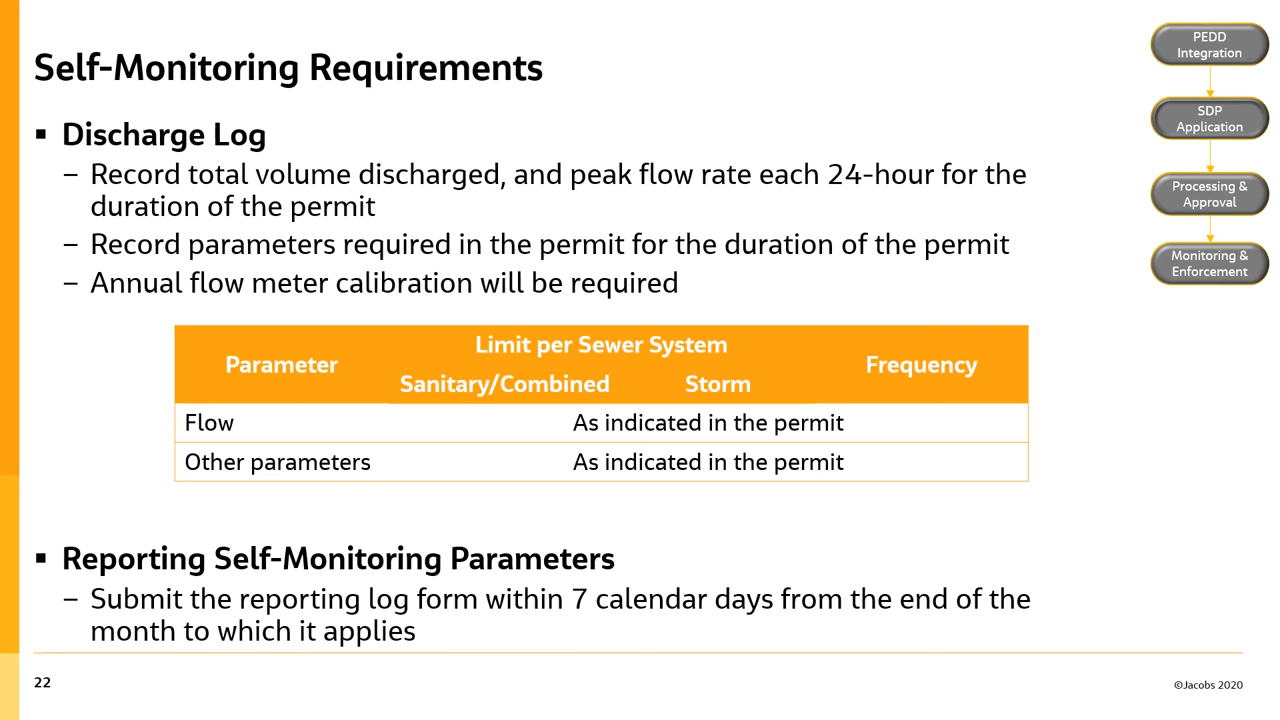 Self-Monitoring Requirements
▪ Discharge Log
– Record total volume discharged, and peak flow rate each 24-hour for the
duration of the permit
– Record parameters required in the permit for the duration of the permit
– Annual flow meter calibration will be required
Parameter
Limit per Sewer System
Frequency
Sanitary/Combined
Storm
Flow
As indicated in the permit
Other parameters
As indicated in the permit
▪ Reporting Self-Monitoring Parameters
– Submit the reporting log form within 7 calendar days from the end of the
month to which it applies
PEDD
Integration
SDP
Application
Processing &
Approval
Monitoring &
Enforcement
22
©Jacobs 2020